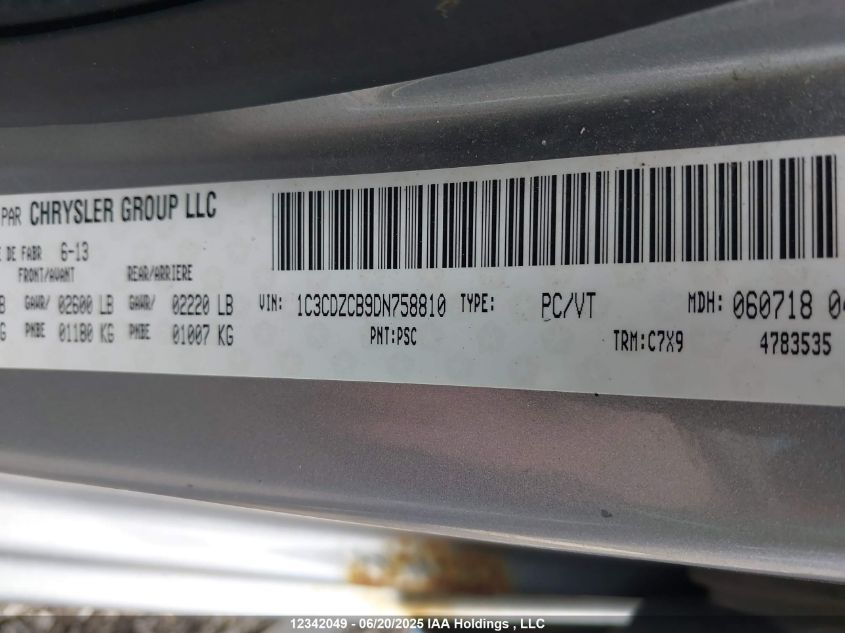 PAR CHRYSLER GROUP LLC
DE FABR 6-13
FRONT/AVANT REAR/ARRIERE
GAWR/ 02600 LB GAWR/ 02220 LB
PNBE 01180 KG PNBE 01007 KG
VIN: 1C3CDZCB9DN758810 TYPE: PC/VT MDH: 060718 04
PNT:PSC TRM:C7X9 4783535
12342049 - 06/20/2025 IAA Holdings , LLC